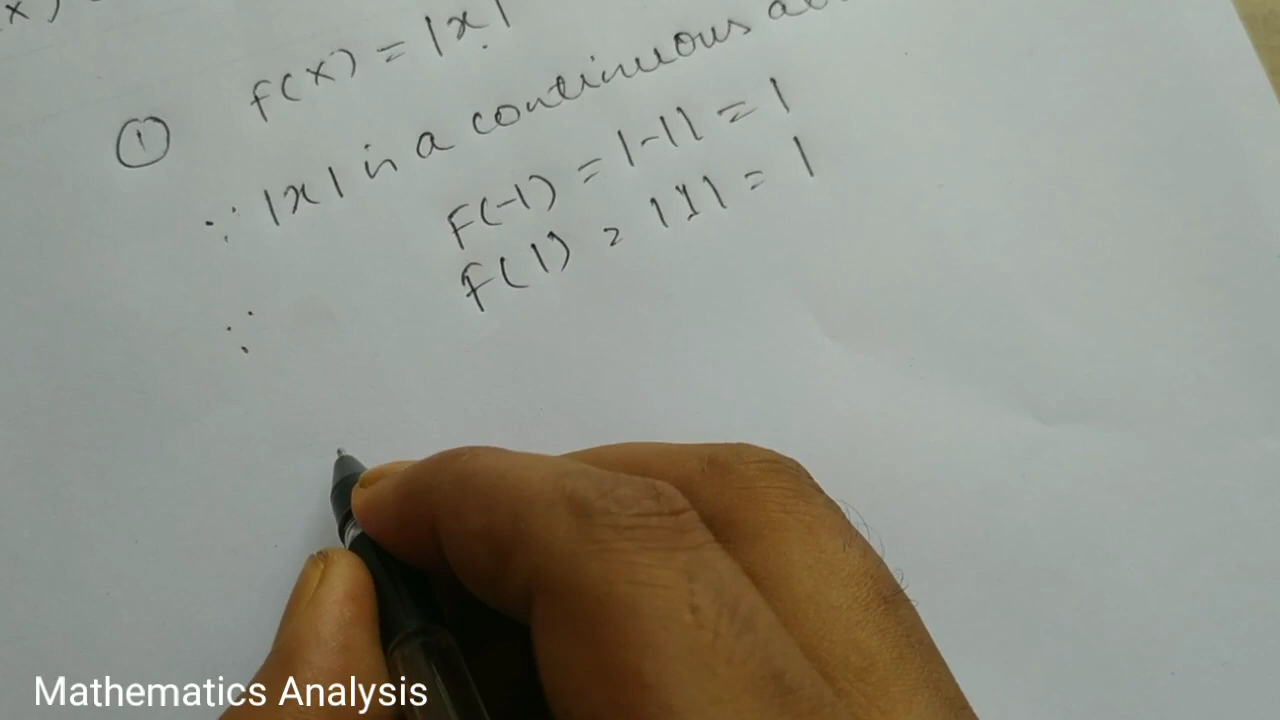 x)
① f(x) = |x|
∵ |x| is a continuous
F(-1) = |-1| = 1
F(1) = |1| = 1
∵
Mathematics Analysis